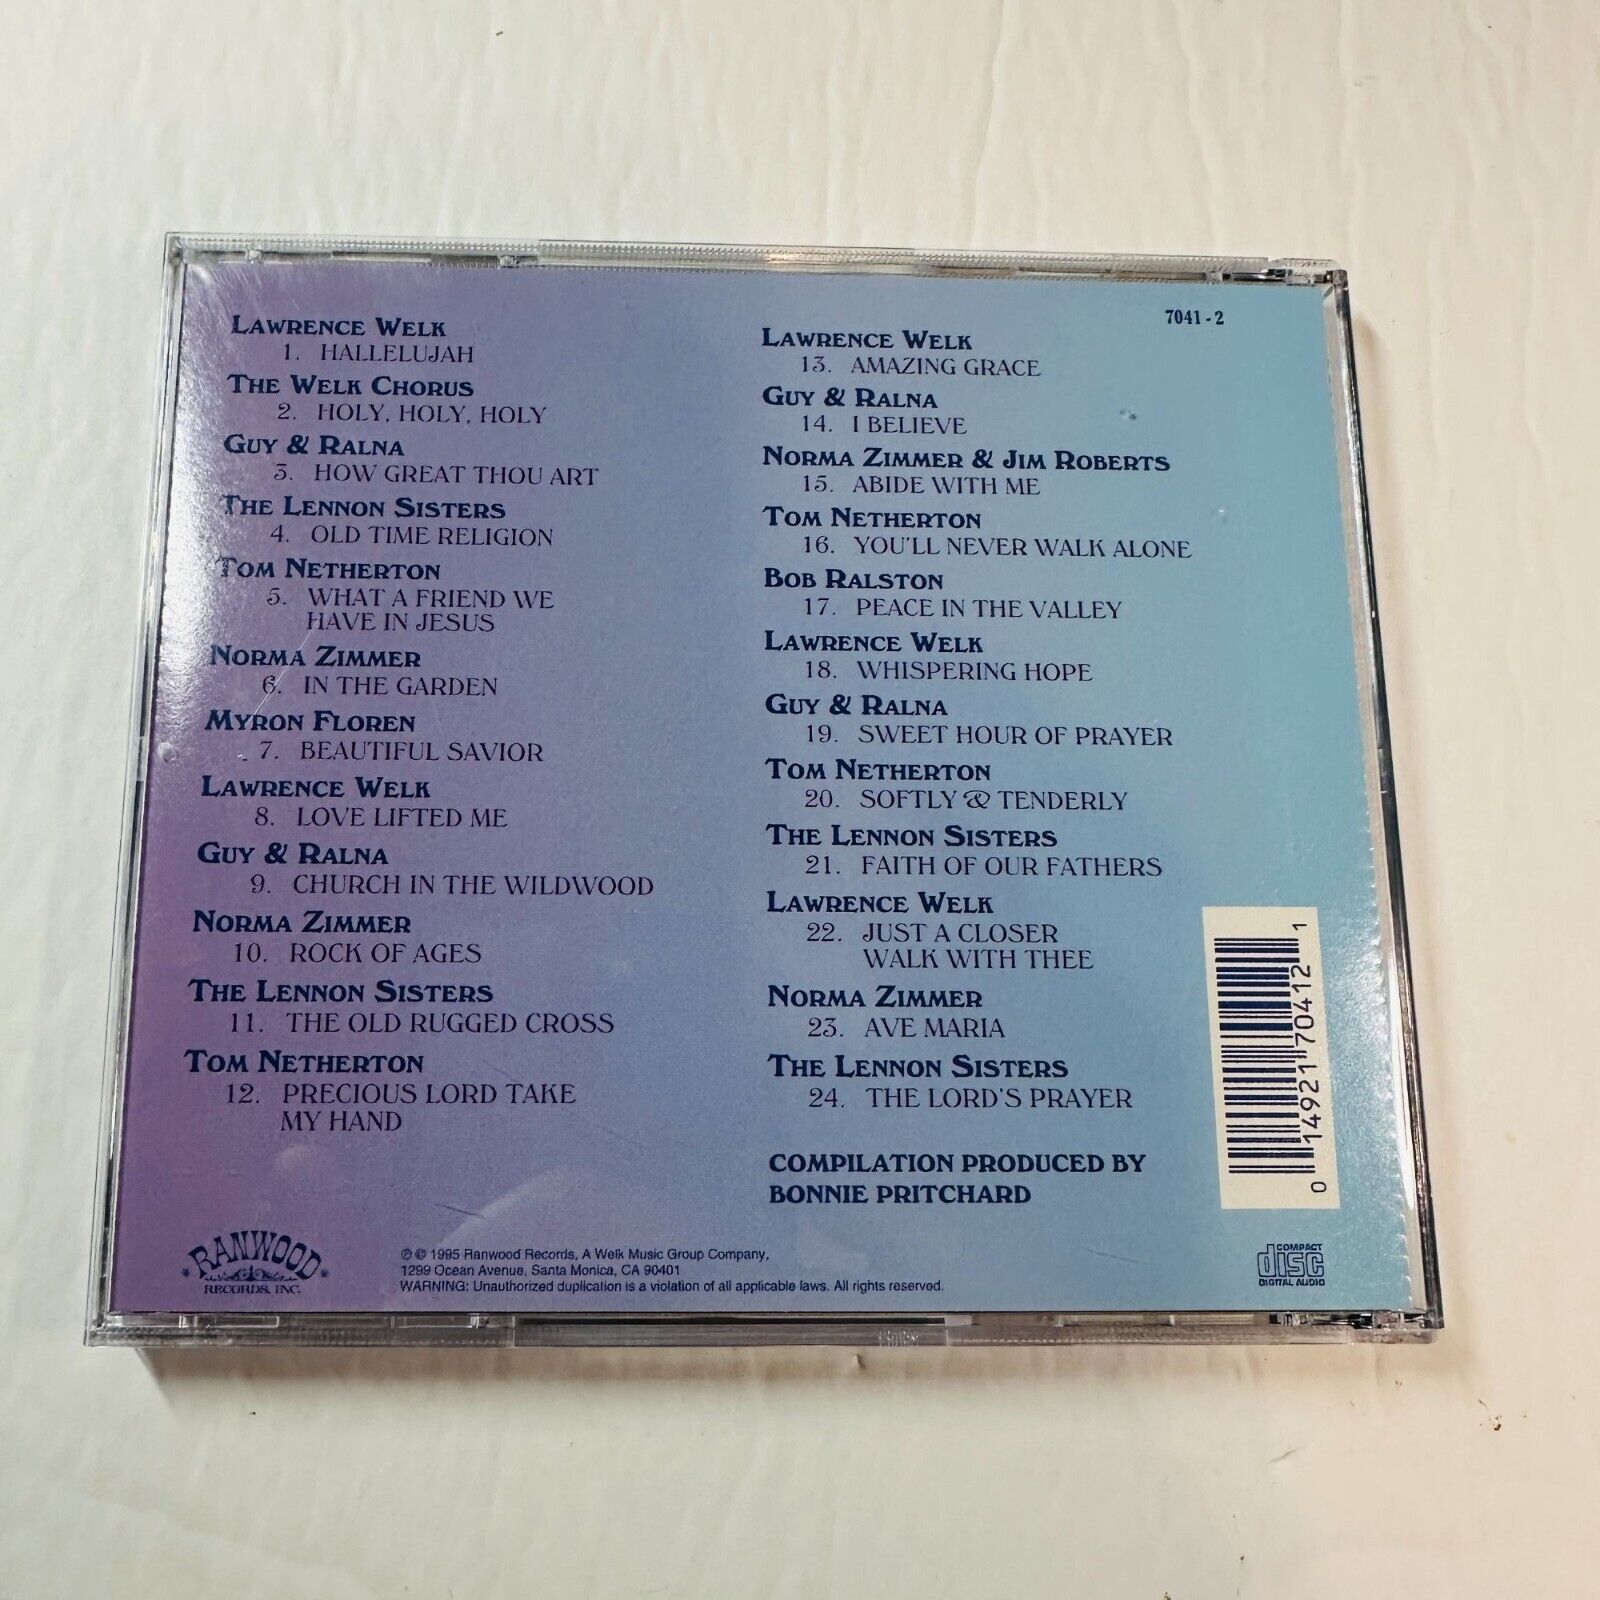 LAWRENCE WELK
1. HALLELUJAH
THE WELK CHORUS
2. HOLY, HOLY, HOLY
GUY & RALNA
3. HOW GREAT THOU ART
THE LENNON SISTERS
4. OLD TIME RELIGION
TOM NETHERTON
5. WHAT A FRIEND WE
HAVE IN JESUS
NORMA ZIMMER
6. IN THE GARDEN
MYRON FLOREN
7. BEAUTIFUL SAVIOR
LAWRENCE WELK
8. LOVE LIFTED ME
GUY & RALNA
9. CHURCH IN THE WILDWOOD
NORMA ZIMMER
10. ROCK OF AGES
THE LENNON SISTERS
11. THE OLD RUGGED CROSS
TOM NETHERTON
12. PRECIOUS LORD TAKE
MY HAND
7041-2
LAWRENCE WELK
13. AMAZING GRACE
GUY & RALNA
14. I BELIEVE
NORMA ZIMMER & JIM ROBERTS
15. ABIDE WITH ME
TOM NETHERTON
16. YOU'LL NEVER WALK ALONE
BOB RALSTON
17. PEACE IN THE VALLEY
LAWRENCE WELK
18. WHISPERING HOPE
GUY & RALNA
19. SWEET HOUR OF PRAYER
TOM NETHERTON
20. SOFTLY & TENDERLY
THE LENNON SISTERS
21. FAITH OF OUR FATHERS
LAWRENCE WELK
22. JUST A CLOSER
WALK WITH THEE
NORMA ZIMMER
23. AVE MARIA
THE LENNON SISTERS
24. THE LORD'S PRAYER
COMPILATION PRODUCED BY
BONNIE PRITCHARD
0 14921 70412 1
RANWOOD
RECORDS, INC.
℗ © 1995 Ranwood Records, A Welk Music Group Company,
1299 Ocean Avenue, Santa Monica, CA 90401
WARNING: Unauthorized duplication is a violation of all applicable laws. All rights reserved.
COMPACT
disc
DIGITAL AUDIO